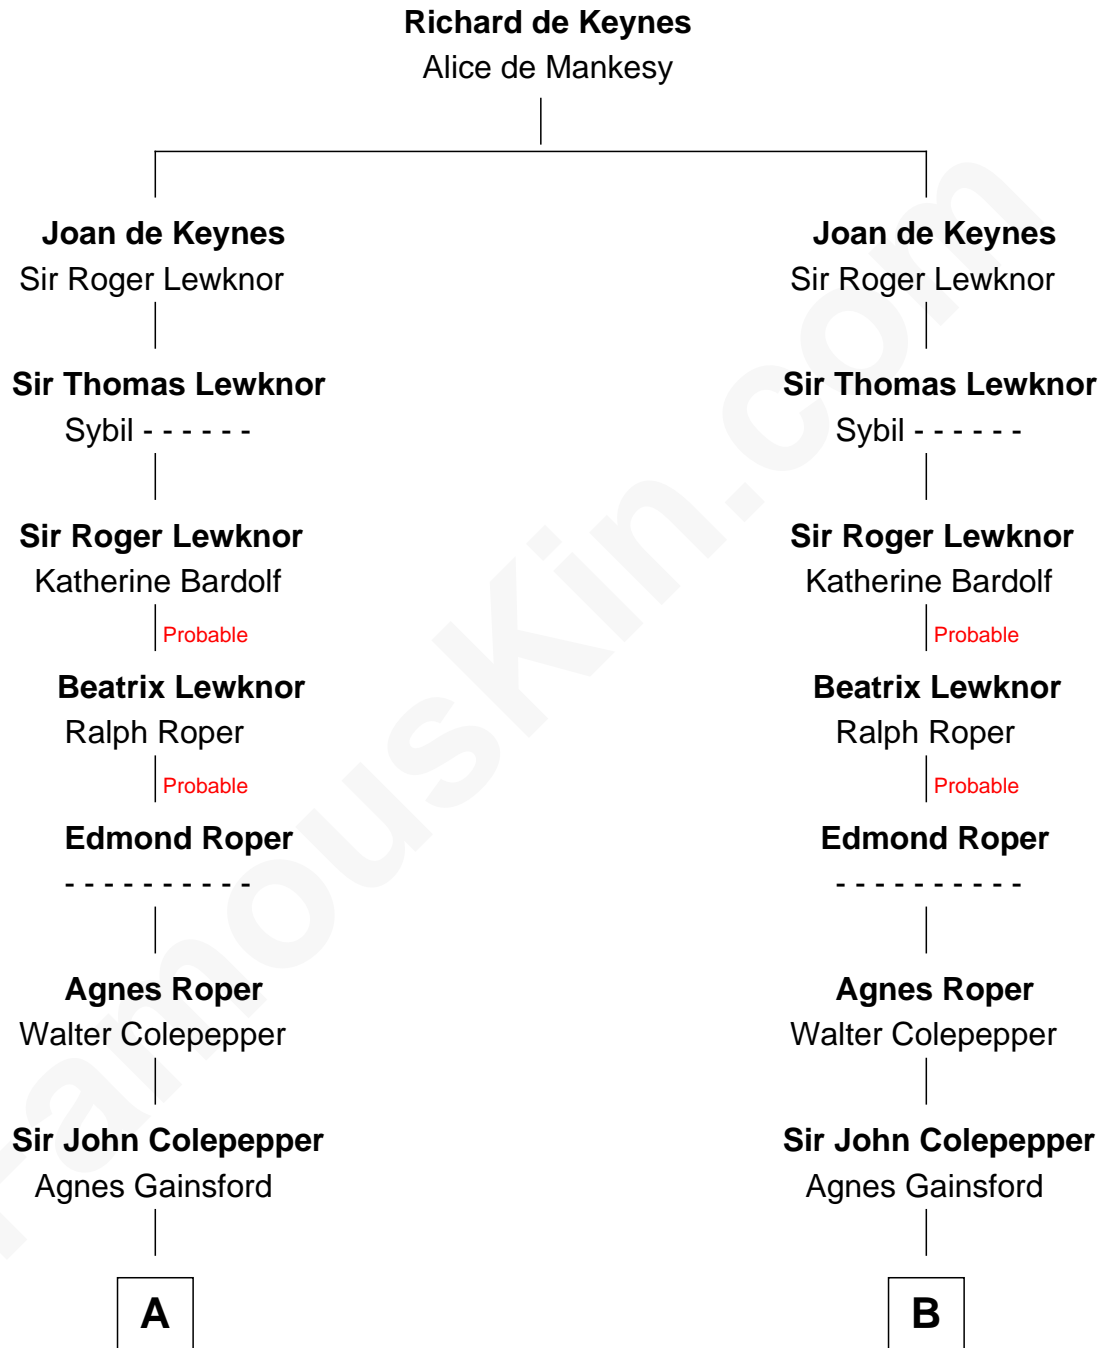 Richard de Keynes
Alice de Mankesy
Joan de Keynes
Sir Roger Lewknor
Sir Thomas Lewknor
Sybil - - - - - -
Sir Roger Lewknor
Katherine Bardolf
Probable
Beatrix Lewknor
Ralph Roper
Probable
Edmond Roper
- - - - - - - - - -
Agnes Roper
Walter Colepepper
Sir John Colepepper
Agnes Gainsford
A
Joan de Keynes
Sir Roger Lewknor
Sir Thomas Lewknor
Sybil - - - - - -
Sir Roger Lewknor
Katherine Bardolf
Probable
Beatrix Lewknor
Ralph Roper
Probable
Edmond Roper
- - - - - - - - - -
Agnes Roper
Walter Colepepper
Sir John Colepepper
Agnes Gainsford
B
FamousKin.com